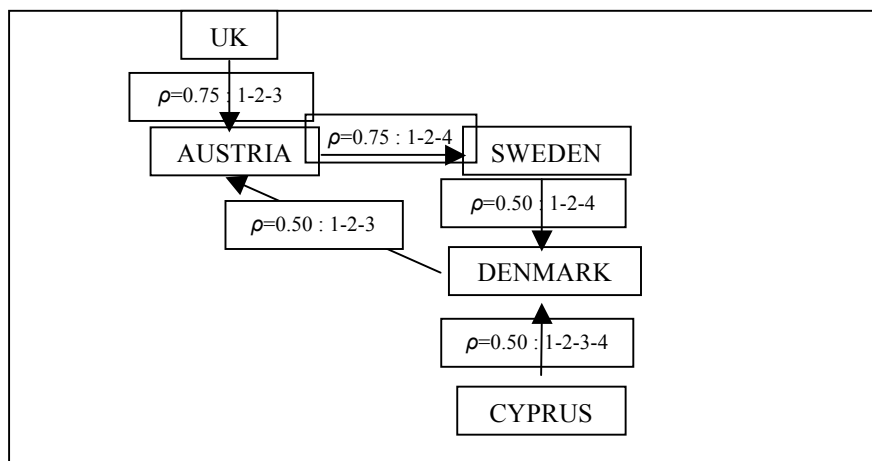 UK
ρ=0.75 : 1-2-3
ρ=0.75 : 1-2-4
AUSTRIA
SWEDEN
ρ=0.50 : 1-2-4
ρ=0.50 : 1-2-3
DENMARK
ρ=0.50 : 1-2-3-4
CYPRUS